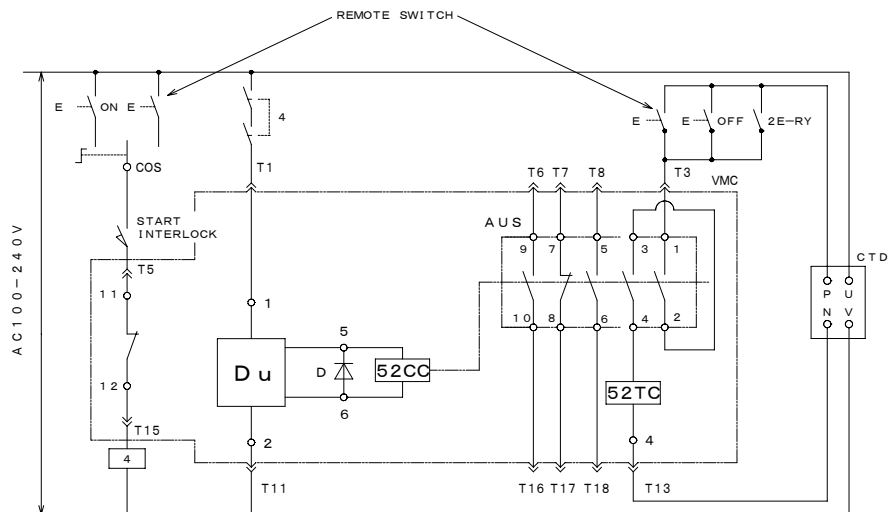 REMOTE SWITCH
E ON E
4
E E OFF 2E-RY
COS
T1
T6 T7 T8 T3
VMC
START
INTERLOCK
AUS
T5
9 7 5 3 1
CTD
AC100-240V
11
P U
N V
1
10 8 6 4 2
5
Du
D
52CC
12
6
52TC
T15
2
4
4
T11
T16 T17 T18 T13